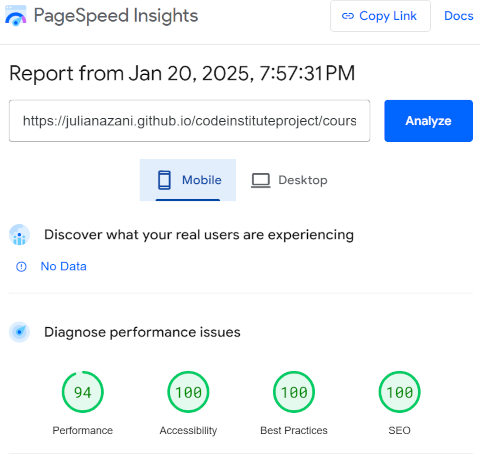 PageSpeed Insights
Copy Link Docs
Report from Jan 20, 2025, 7:57:31 PM
https://julianazani.github.io/codeinstituteproject/cours
Analyze
Mobile Desktop
Discover what your real users are experiencing
No Data
Diagnose performance issues
94 100 100 100
Performance Accessibility Best Practices SEO